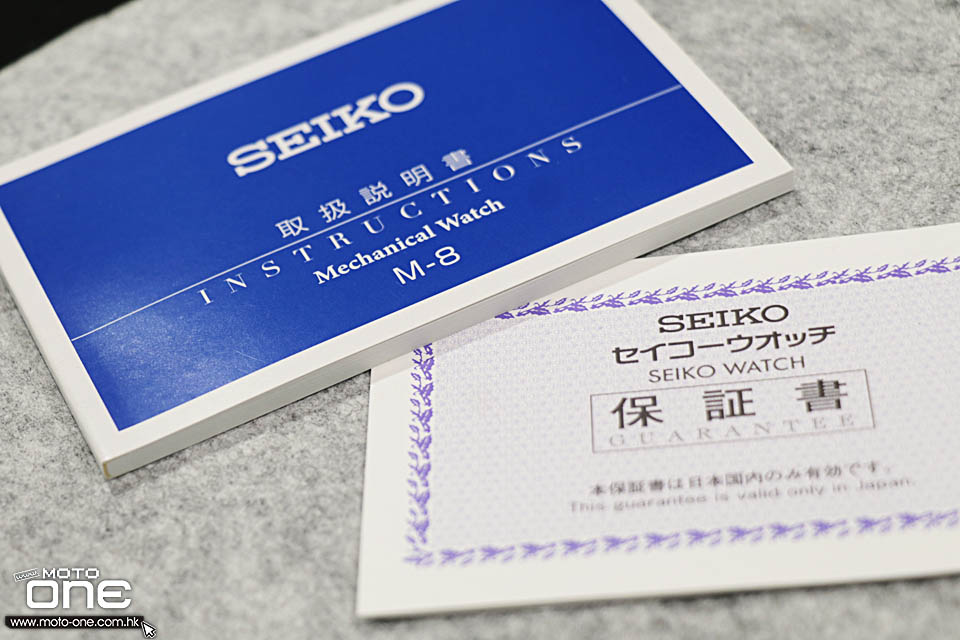 SEIKO
取扱説明書
INSTRUCTIONS
Mechanical Watch
M-8
SEIKO
セイコーウオッチ
SEIKO WATCH
保証書
GUARANTEE
本保証書は日本国内のみ有効です。
This guarantee is valid only in Japan.
www MOTO
ONE
www.moto-one.com.hk